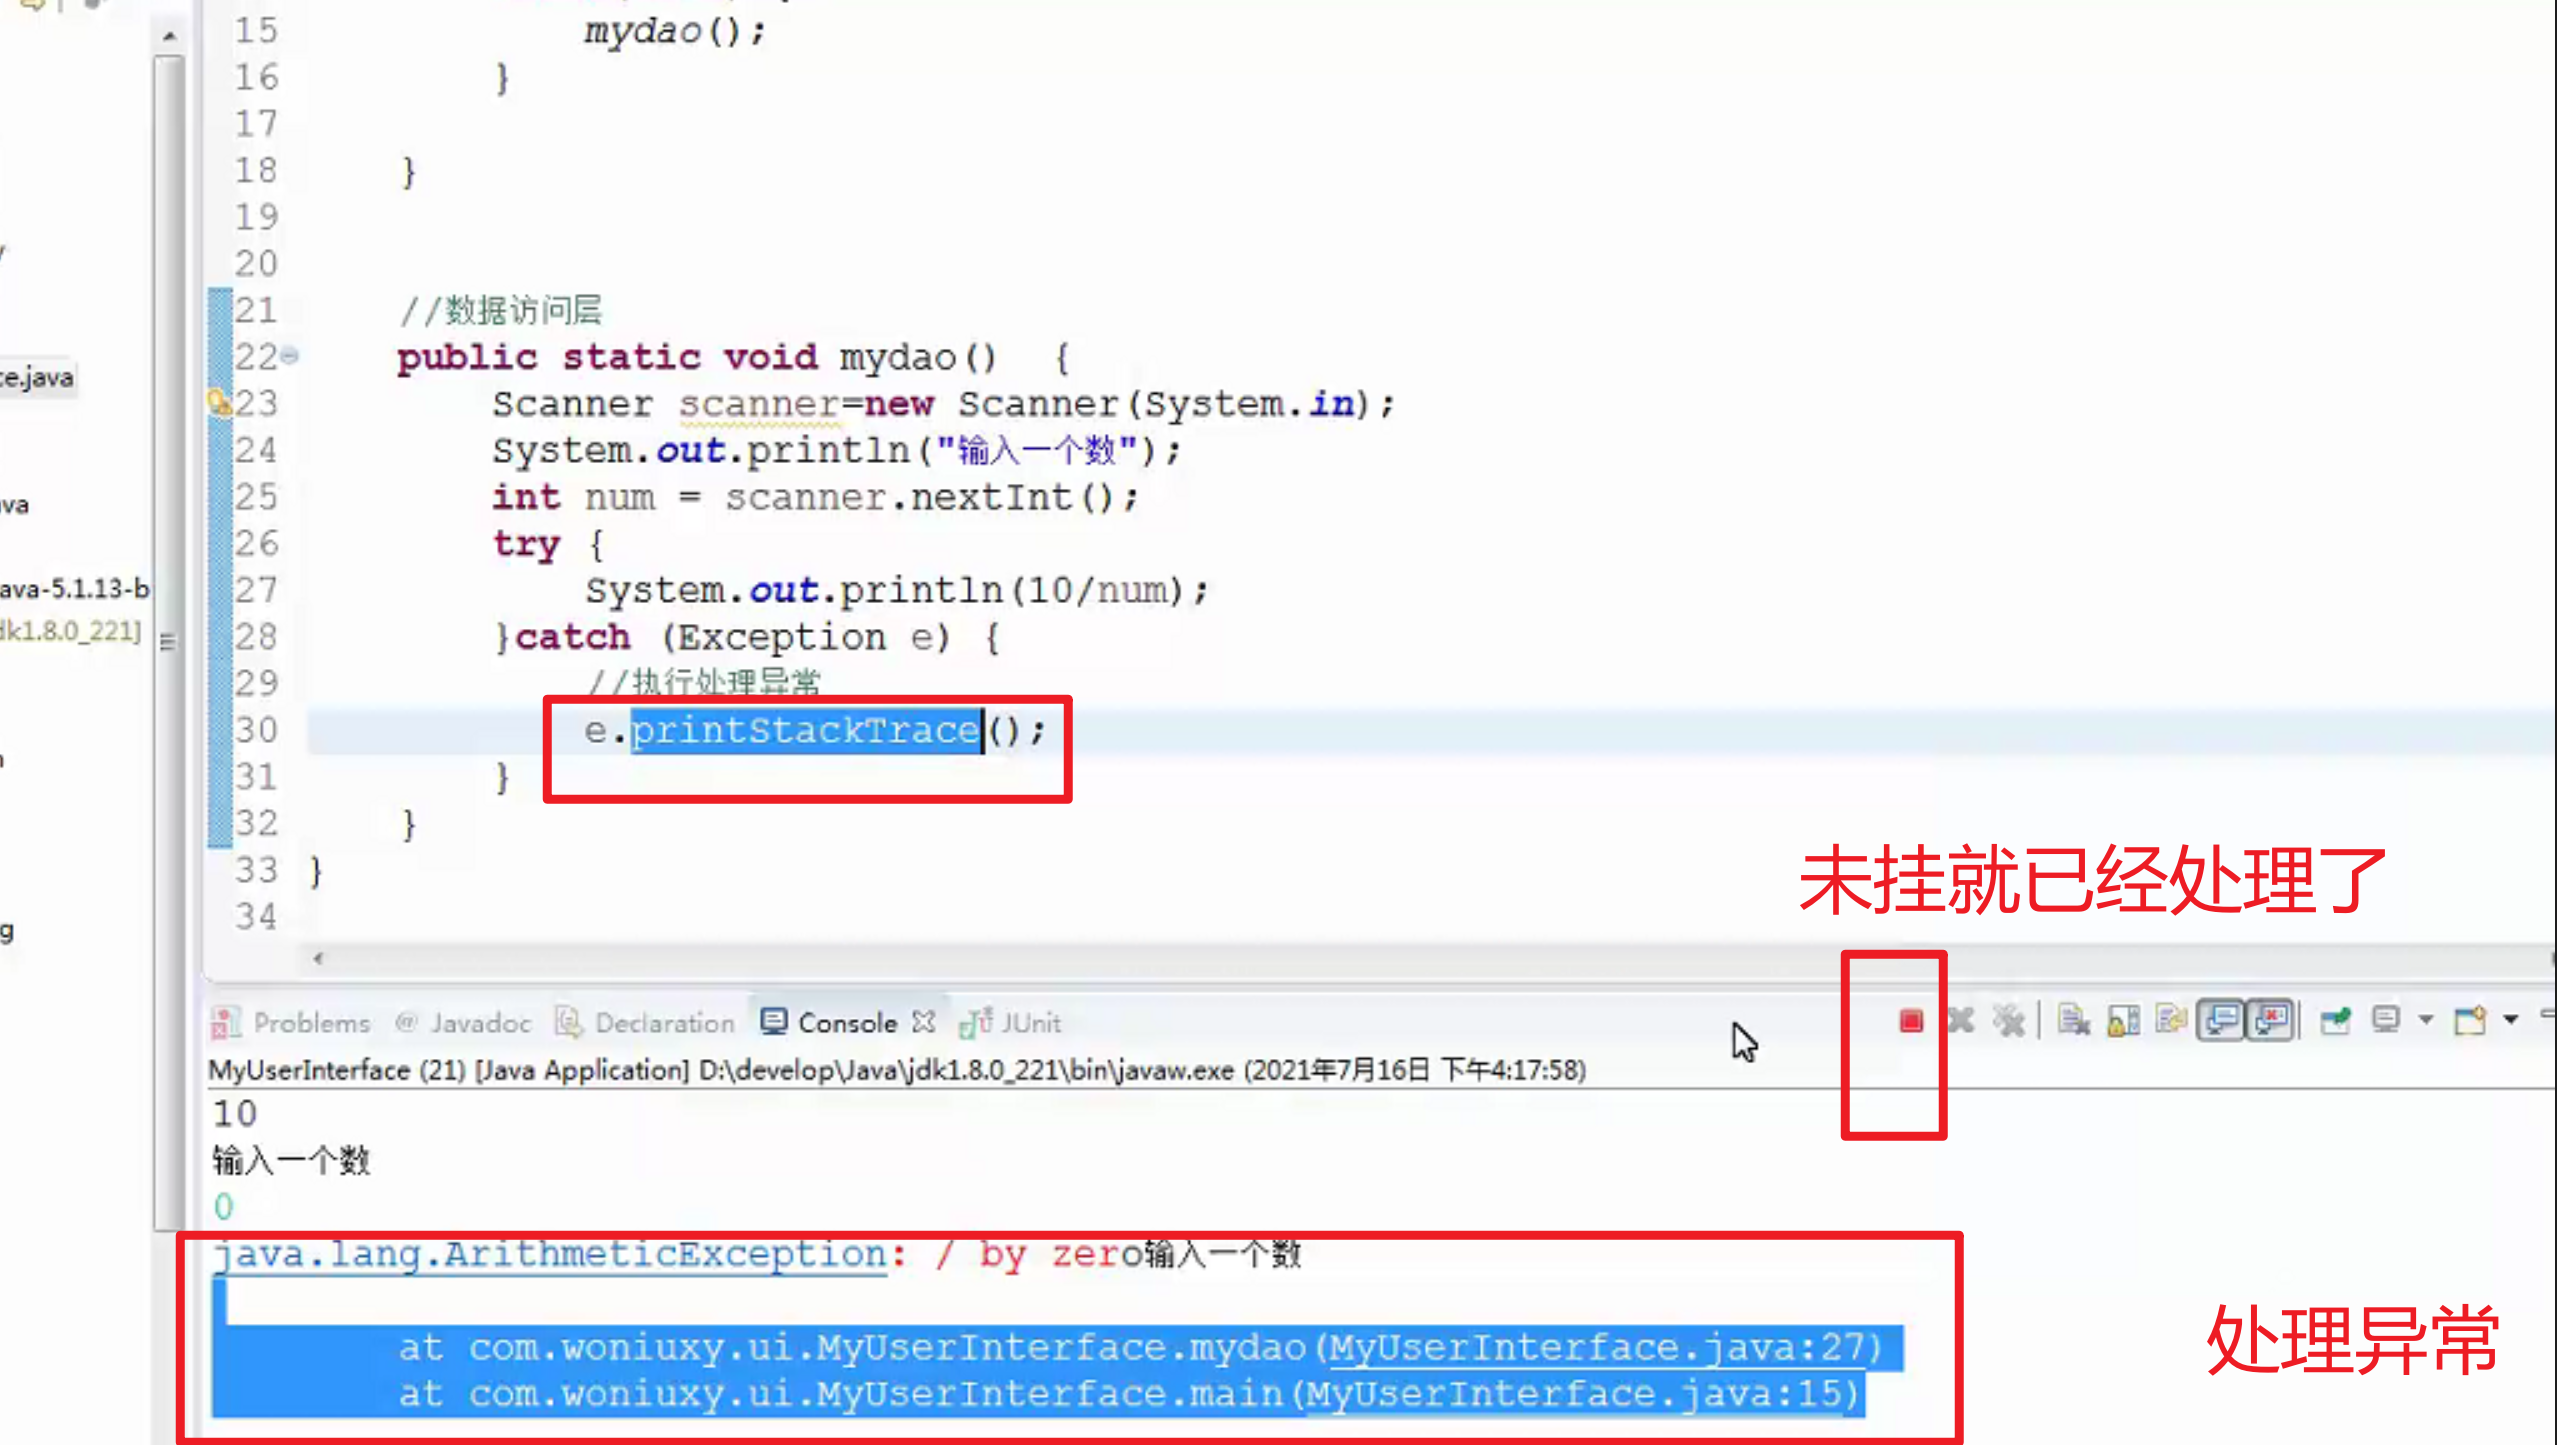 15 mydao();
16 }
17
18 }
19
20
21 //数据访问层
22 public static void mydao() {
23 Scanner scanner=new Scanner(System.in);
24 System.out.println("输入一个数");
25 int num = scanner.nextInt();
26 try {
27 System.out.println(10/num);
28 }catch (Exception e) {
29 //执行处理异常
30 e.printStackTrace();
31 }
32 }
33 }
34
ce.java
va
ava-5.1.13-b
dk1.8.0_221]
g
未挂就已经处理了
Problems @ Javadoc Declaration Console JUnit
MyUserInterface (21) [Java Application] D:\develop\Java\jdk1.8.0_221\bin\javaw.exe (2021年7月16日 下午4:17:58)
10
输入一个数
0
java.lang.ArithmeticException: / by zero输入一个数
at com.woniuxy.ui.MyUserInterface.mydao(MyUserInterface.java:27)
at com.woniuxy.ui.MyUserInterface.main(MyUserInterface.java:15)
处理异常